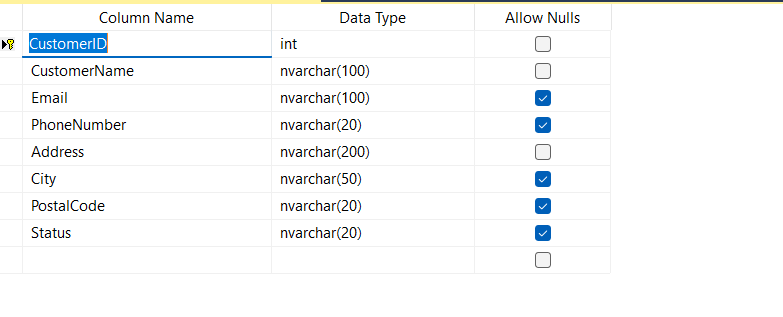 Column Name Data Type Allow Nulls
CustomerID int
CustomerName nvarchar(100)
Email nvarchar(100)
PhoneNumber nvarchar(20)
Address nvarchar(200)
City nvarchar(50)
PostalCode nvarchar(20)
Status nvarchar(20)